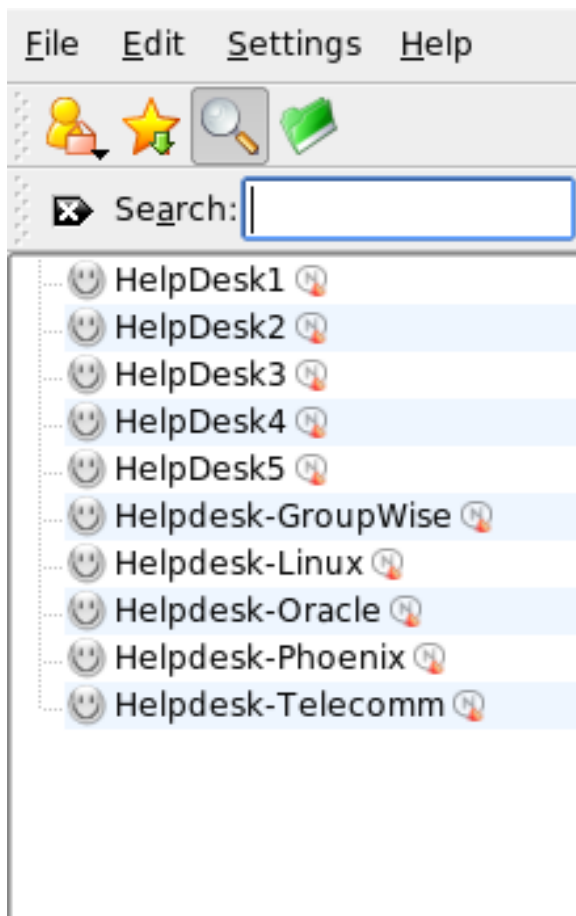 File Edit Settings Help
Search:
HelpDesk1
HelpDesk2
HelpDesk3
HelpDesk4
HelpDesk5
Helpdesk-GroupWise
Helpdesk-Linux
Helpdesk-Oracle
Helpdesk-Phoenix
Helpdesk-Telecomm